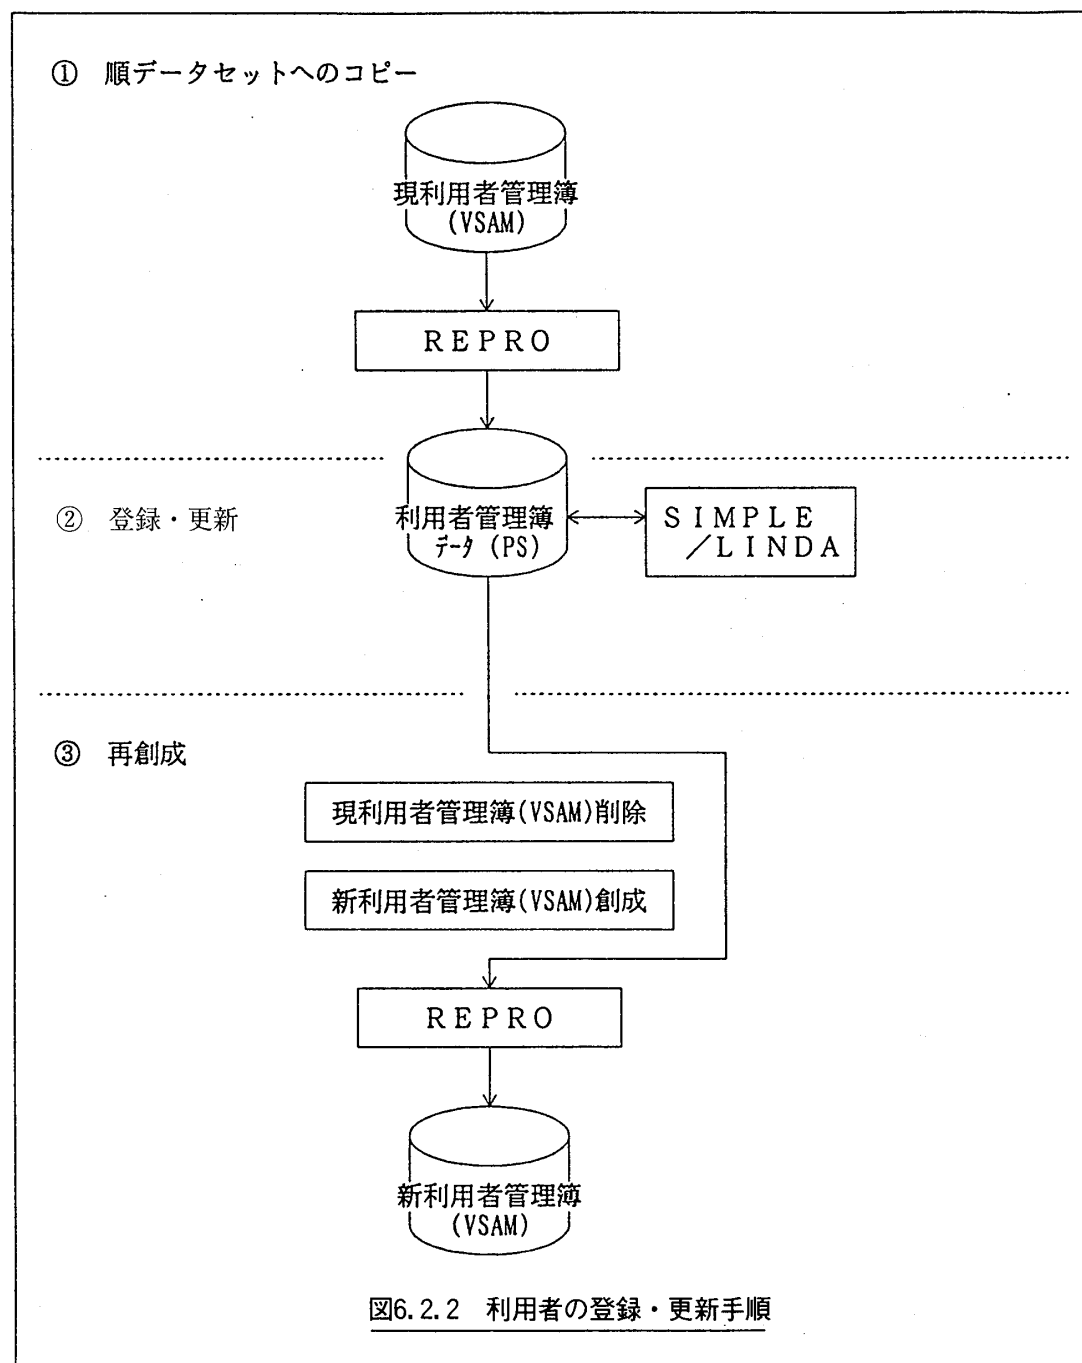 ① 順データセットへのコピー
現利用者管理簿
(VSAM)
ＲＥＰＲＯ
② 登録・更新
利用者管理簿
ﾃﾞｰﾀ (PS)
ＳＩＭＰＬＥ
／ＬＩＮＤＡ
③ 再創成
現利用者管理簿(VSAM)削除
新利用者管理簿(VSAM)創成
ＲＥＰＲＯ
新利用者管理簿
(VSAM)
図6.2.2 利用者の登録・更新手順